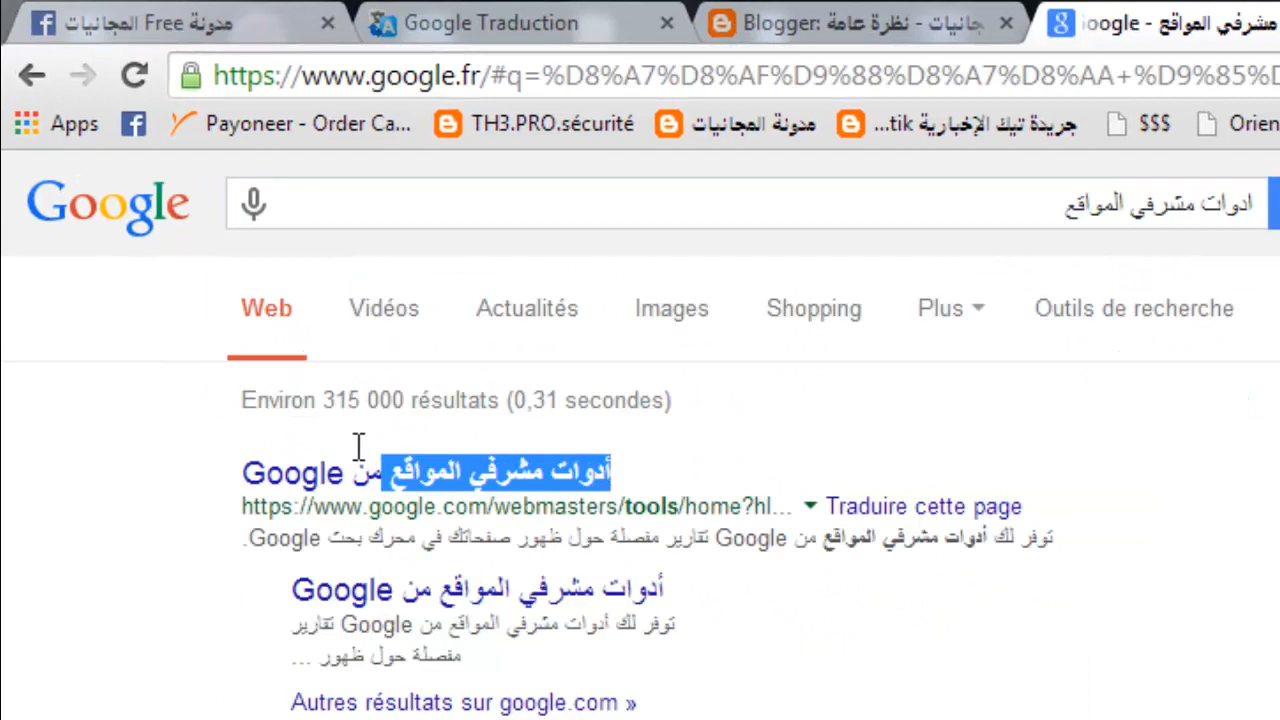 مدونة Free المجانيات
Google Traduction
Blogger: جانيات - نظرة عامة
مشرفي المواقع - Google
https://www.google.fr/#q=%D8%A7%D8%AF%D9%88%D8%A7%D8%AA+%D9%85%D
Apps
Payoneer - Order Ca...
TH3.PRO.sécurité
مدونة المجانيات
جريدة تيك الإخبارية tik...
$$$
Orien
Google
ادوات مشرفي المواقع
Web
Vidéos
Actualités
Images
Shopping
Plus
Outils de recherche
Environ 315 000 résultats (0,31 secondes)
أدوات مشرفي المواقع من Google
https://www.google.com/webmasters/tools/home?hl... Traduire cette page
توفر لك أدوات مشرفي المواقع من Google تقارير مفصلة حول ظهور صفحاتك في محرك بحث Google.
أدوات مشرفي المواقع من Google
توفر لك أدوات مشرفي المواقع من Google تقارير
مفصلة حول ظهور ...
Autres résultats sur google.com »